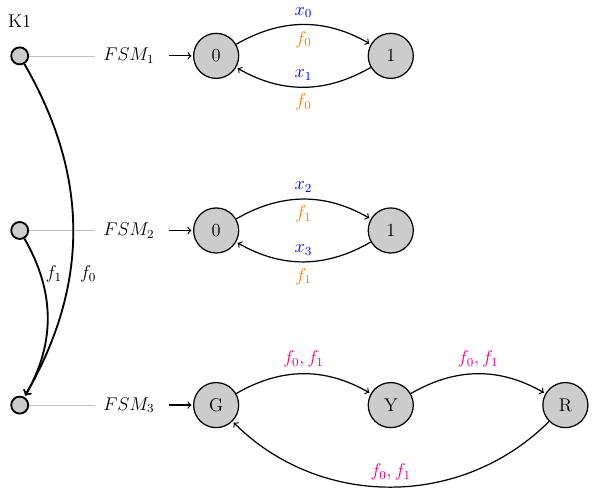 K1
x₀
FSM₁ 0 1
f₀
x₁
f₀
x₂
f₁
FSM₂ 0 1
x₃
f₁ f₀ f₁
f₀, f₁ f₀, f₁
FSM₃ G Y R
f₀, f₁